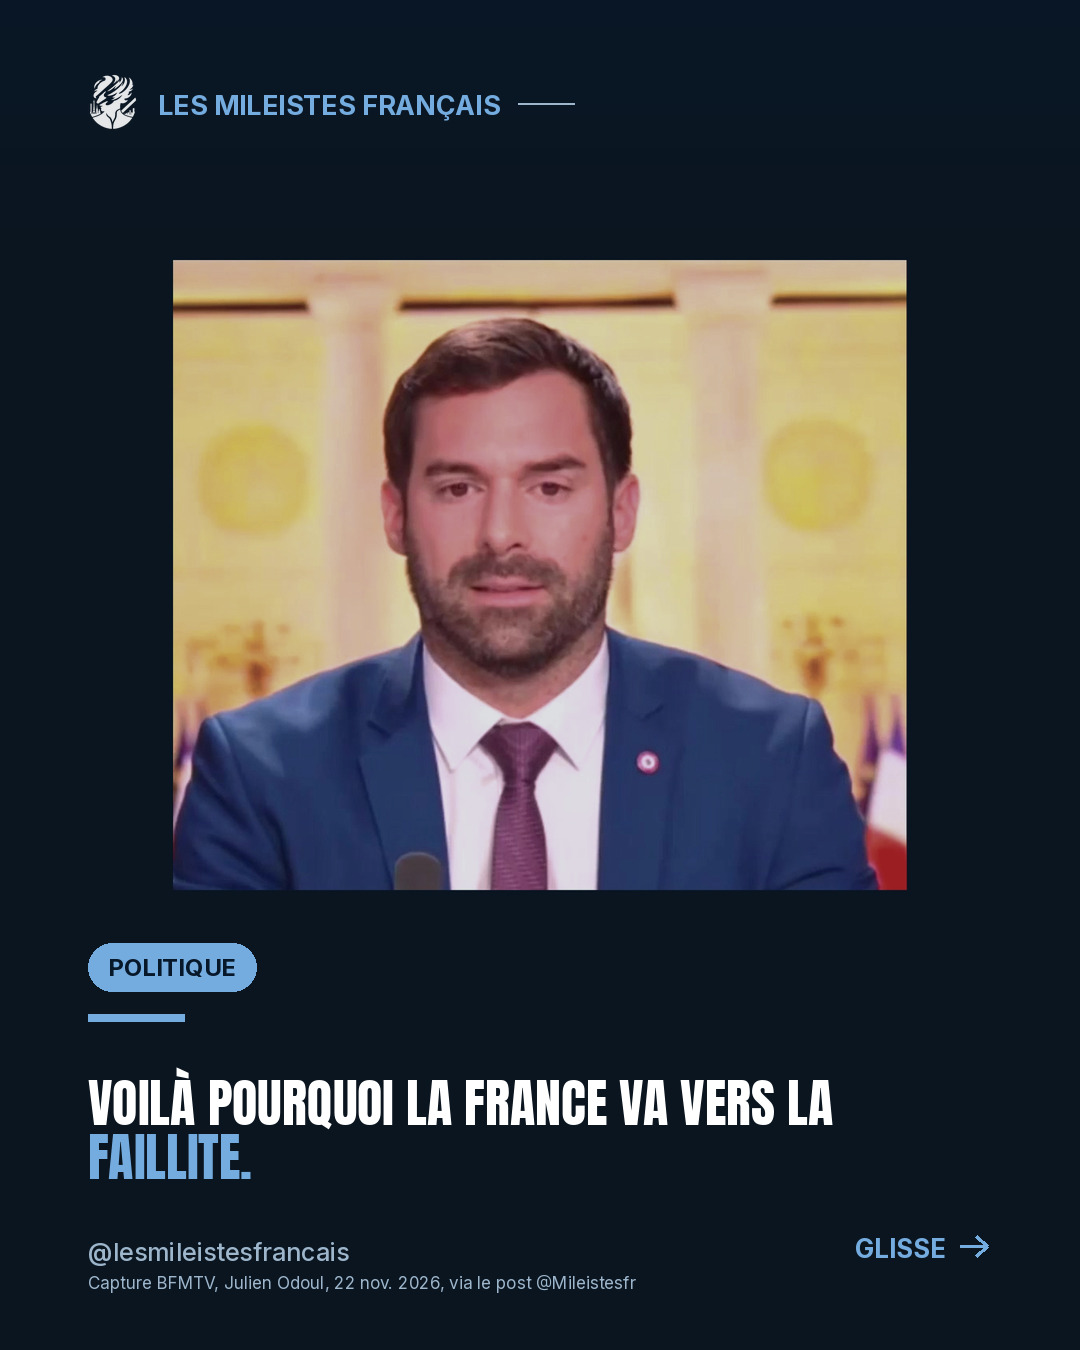 LES MILEISTES FRANÇAIS
POLITIQUE
VOILÀ POURQUOI LA FRANCE VA VERS LA
FAILLITE.
@lesmileistesfrancais
GLISSE
Capture BFMTV, Julien Odoul, 22 nov. 2026, via le post @Mileistesfr